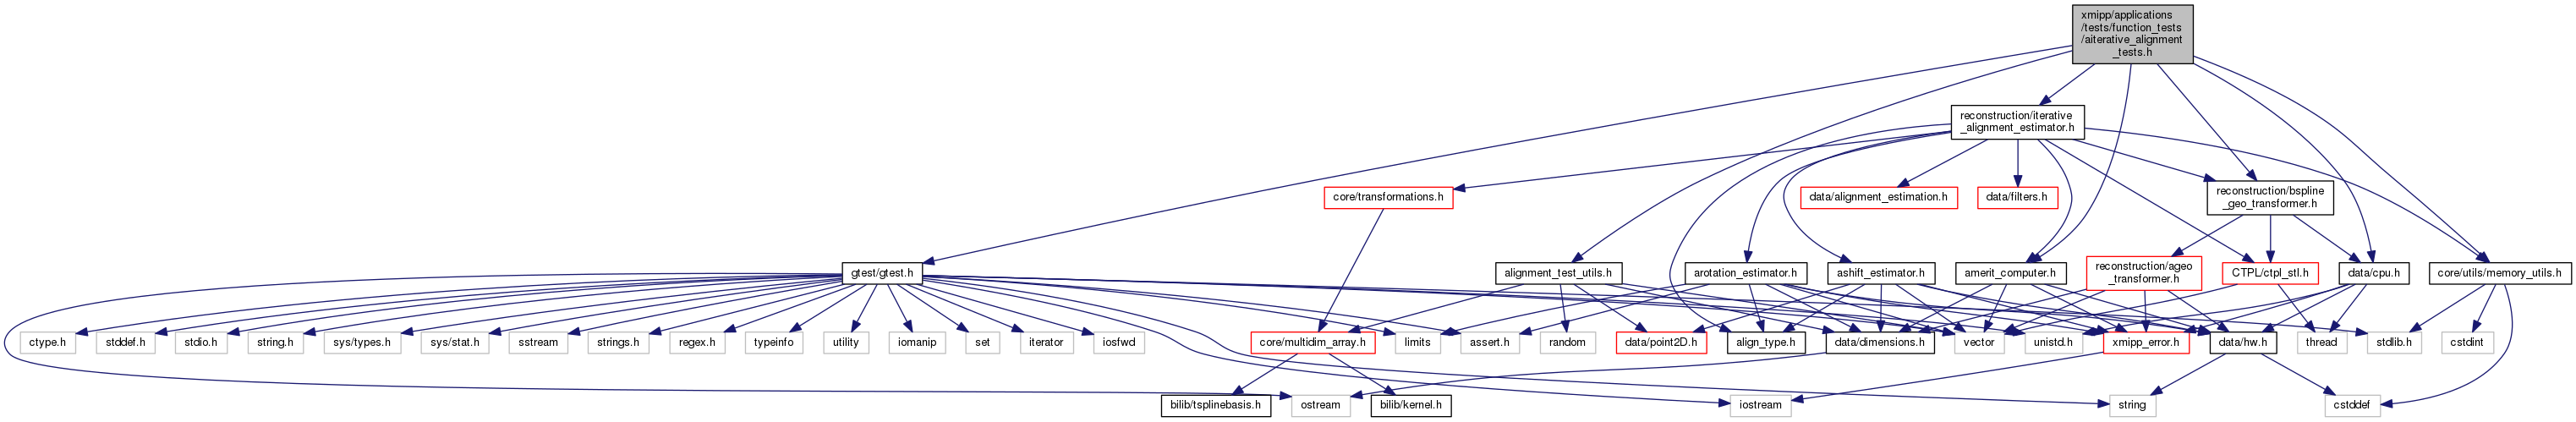 xmipp/applications
/tests/function_tests
/aiterative_alignment
_tests.h
reconstruction/iterative
_alignment_estimator.h
core/transformations.h
data/alignment_estimation.h
data/filters.h
reconstruction/bspline
_geo_transformer.h
gtest/gtest.h
alignment_test_utils.h
arotation_estimator.h
ashift_estimator.h
amerit_computer.h
reconstruction/ageo
_transformer.h
CTPL/ctpl_stl.h
data/cpu.h
core/utils/memory_utils.h
ctype.h
stddef.h
stdio.h
string.h
sys/types.h
sys/stat.h
sstream
strings.h
regex.h
typeinfo
utility
iomanip
set
iterator
iosfwd
core/multidim_array.h
limits
assert.h
random
data/point2D.h
align_type.h
data/dimensions.h
vector
unistd.h
xmipp_error.h
data/hw.h
thread
stdlib.h
cstdint
bilib/tsplinebasis.h
ostream
bilib/kernel.h
iostream
string
cstddef